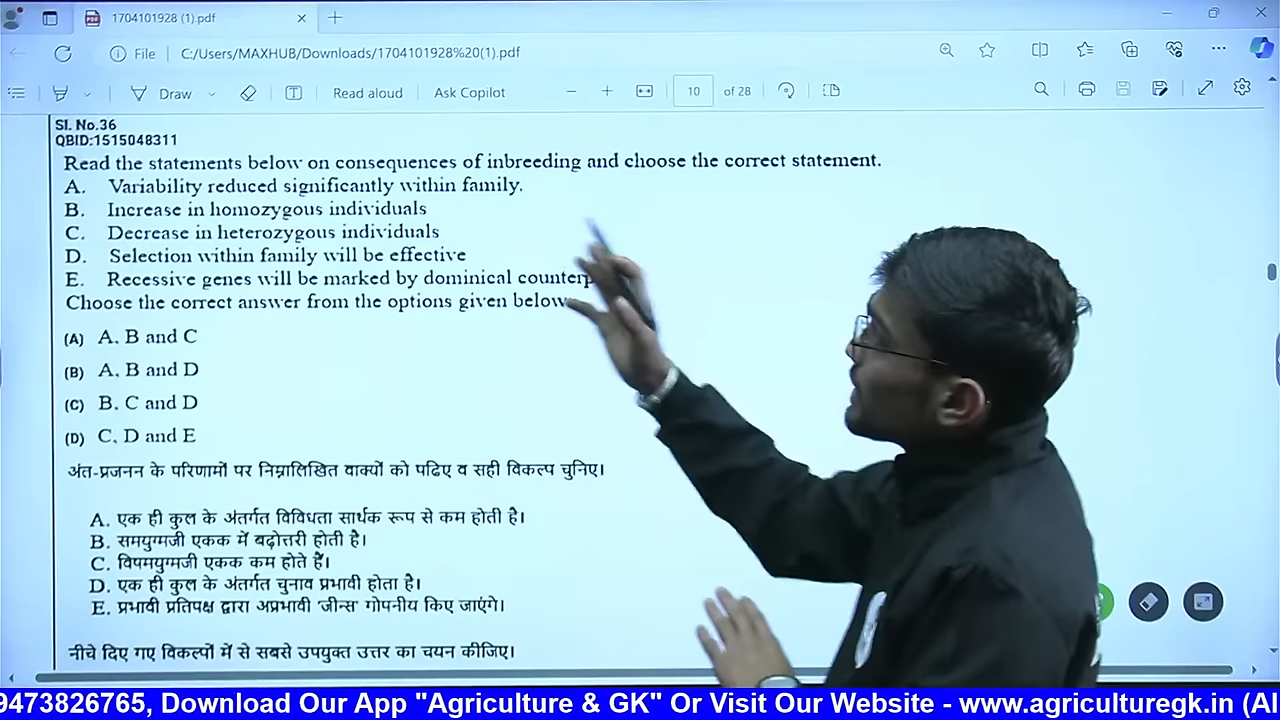 1704101928 (1).pdf
File C:/Users/MAXHUB/Downloads/1704101928%20(1).pdf
Draw Read aloud Ask Copilot 10 of 28
SI. No.36
QBID:1515048311
Read the statements below on consequences of inbreeding and choose the correct statement.
A. Variability reduced significantly within family.
B. Increase in homozygous individuals
C. Decrease in heterozygous individuals
D. Selection within family will be effective
E. Recessive genes will be marked by dominical
Choose the correct answer from the options given below
(A) A, B and C
(B) A, B and D
(C) B, C and D
(D) C, D and E
अंत-प्रजनन के परिणामों पर निम्नालिखित वाक्यों को पढिए व सही विकल्प चुनिए।
A. एक ही कुल के अंतर्गत विविधता सार्थक रूप से कम होती है।
B. समयुग्मजी एकक में बढ़ोत्तरी होती है।
C. विषमयुग्मजी एकक कम होते हैं।
D. एक ही कुल के अंतर्गत चुनाव प्रभावी होता है।
E. प्रभावी प्रतिपक्ष द्वारा अप्रभावी 'जीन्स' गोपनीय किए जाएंगे।
नीचे दिए गए विकल्पों में से सबसे उपयुक्त उत्तर का चयन कीजिए।
9473826765, Download Our App "Agriculture & GK" Or Visit Our Website - www.agriculturegk.in